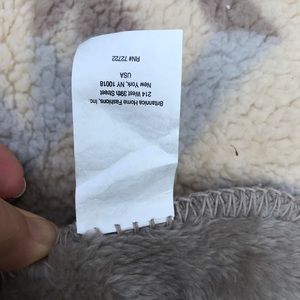 Britannica Home Fashions, Inc.
214 West 39th Street
New York, NY 10018
USA
RN# 72722